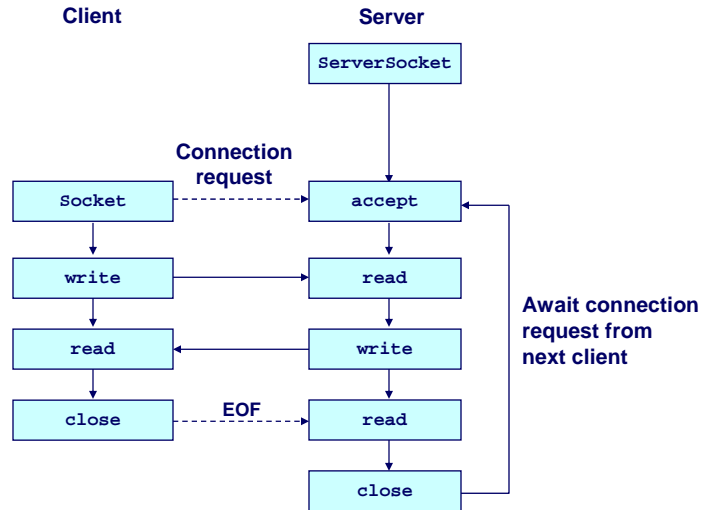 Client
Server
ServerSocket
Connection
request
Socket
accept
write
read
Await connection
request from
next client
read
write
close
EOF
read
close